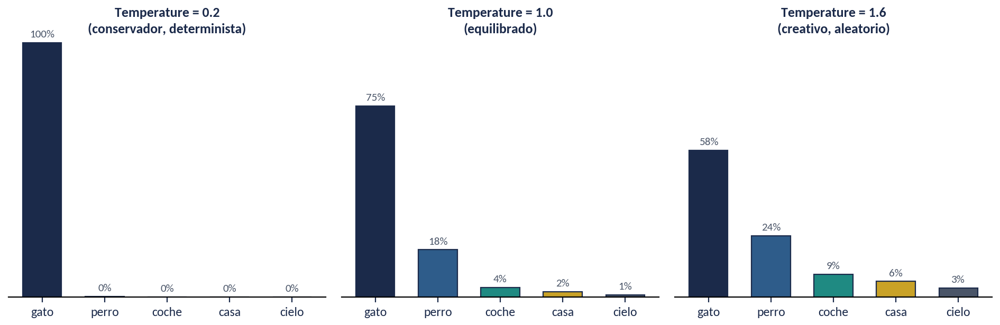 Temperature = 0.2
(conservador, determinista)
100%
0%
0%
0%
0%
gato
perro
coche
casa
cielo
Temperature = 1.0
(equilibrado)
75%
18%
4%
2%
1%
gato
perro
coche
casa
cielo
Temperature = 1.6
(creativo, aleatorio)
58%
24%
9%
6%
3%
gato
perro
coche
casa
cielo